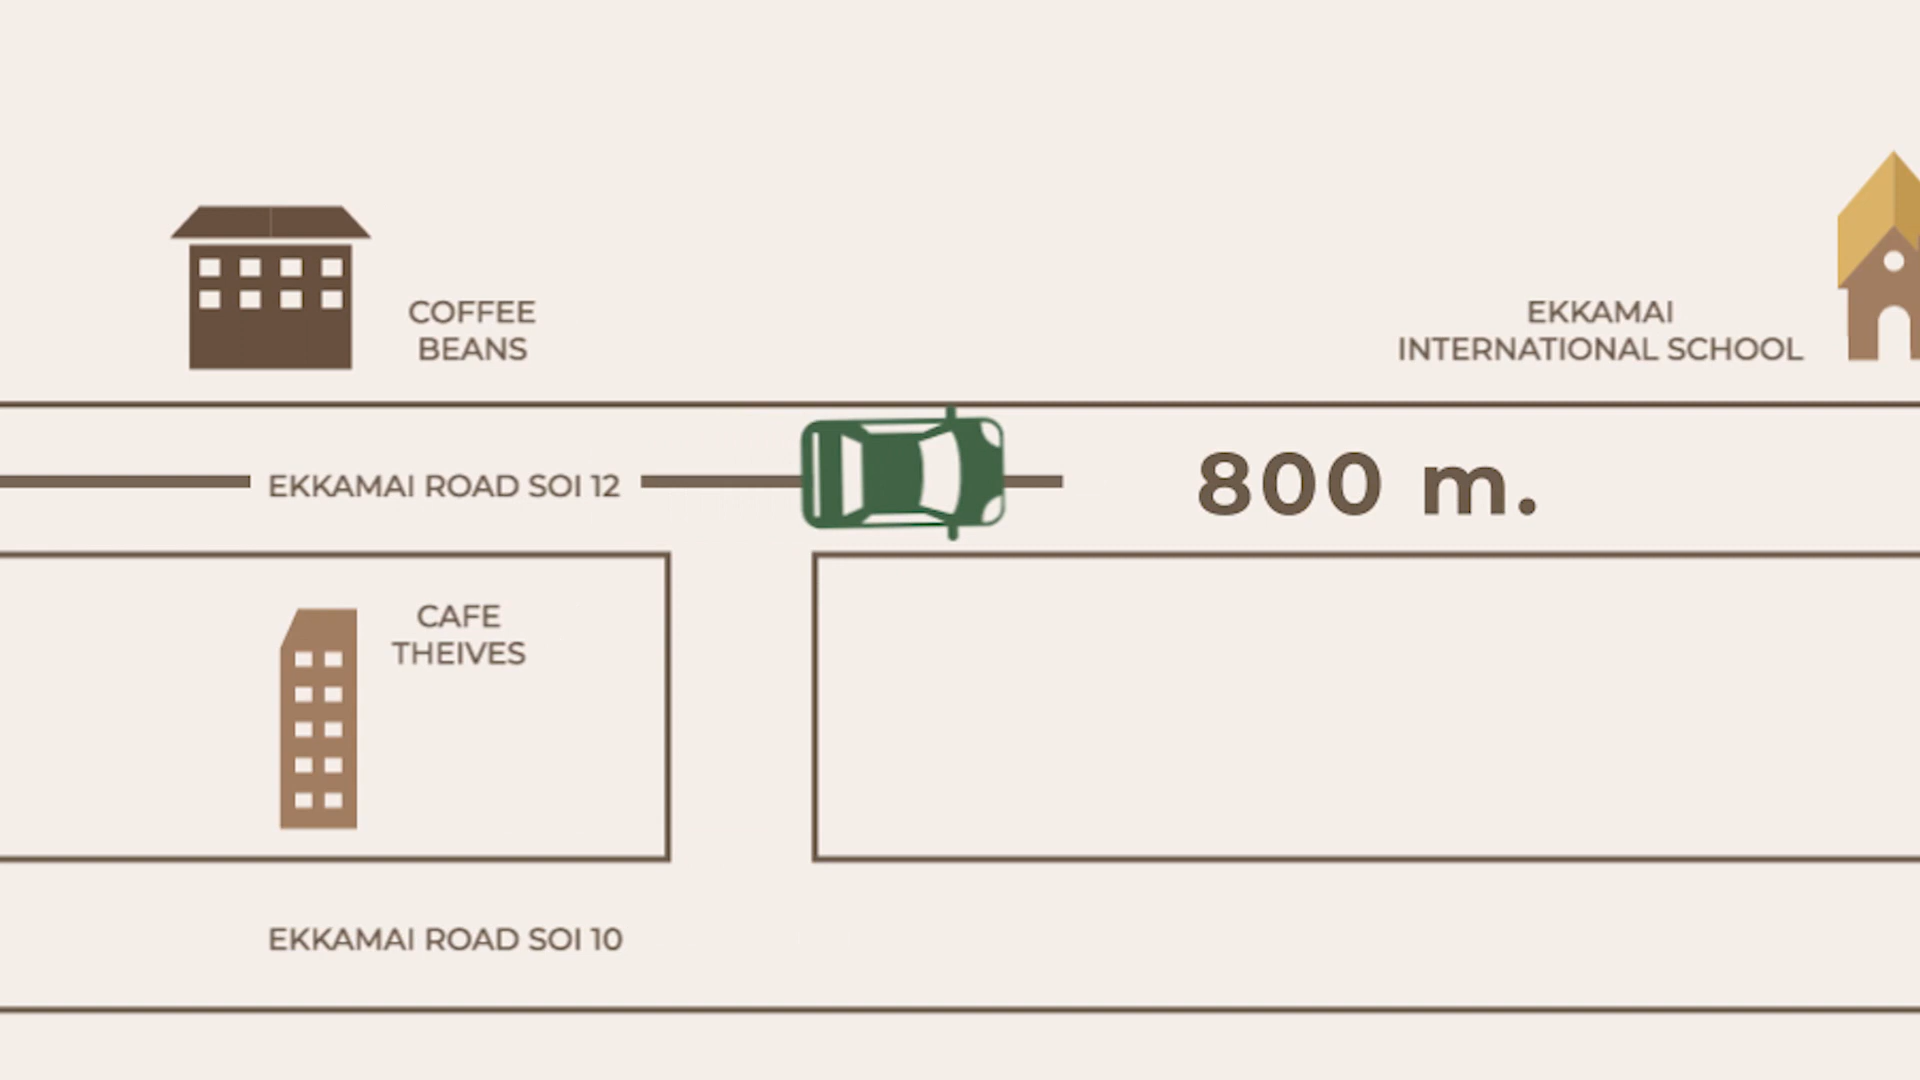 COFFEE
BEANS
EKKAMAI
INTERNATIONAL SCHOOL
EKKAMAI ROAD SOI 12
800 m.
CAFE
THEIVES
EKKAMAI ROAD SOI 10